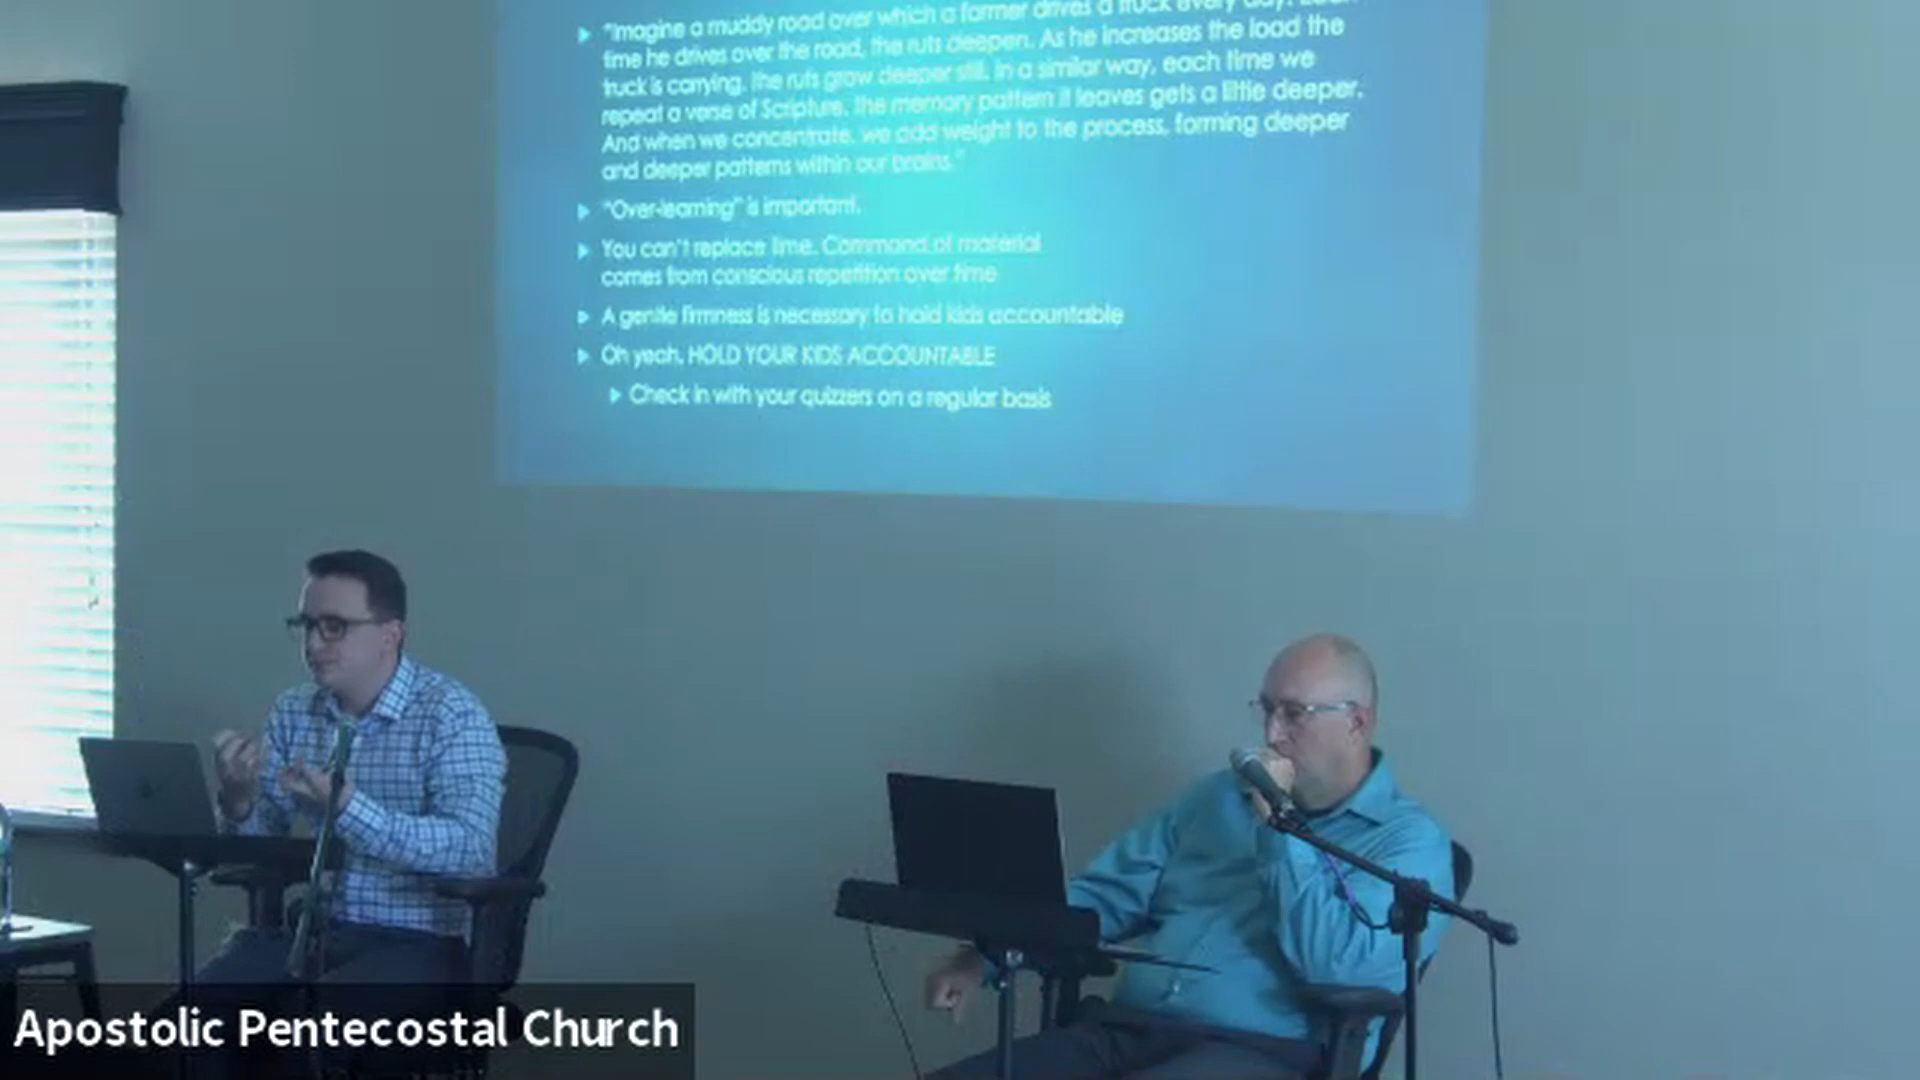 "Imagine a muddy road over which a farmer drives a truck every day. Each
time he drives over the road, the ruts deepen. As he increases the load the
truck is carrying, the ruts grow deeper still. In a similar way, each time we
repeat a verse of Scripture, the memory pattern it leaves gets a little deeper.
And when we concentrate, we add weight to the process, forming deeper
and deeper patterns within our brains."
"Over-learning" is important.
You can't replace time. Command of material
comes from conscious repetition over time
A gentle firmness is necessary to hold kids accountable
Oh yeah, HOLD YOUR KIDS ACCOUNTABLE
Check in with your quizzers on a regular basis
Apostolic Pentecostal Church